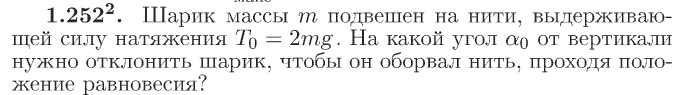 1.252². Шарик массы m подвешен на нити, выдерживаю-
щей силу натяжения T₀ = 2mg. На какой угол α₀ от вертикали
нужно отклонить шарик, чтобы он оборвал нить, проходя поло-
жение равновесия?